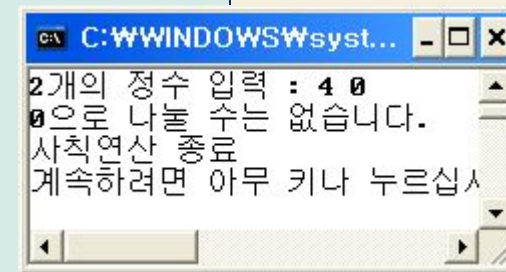 C:\WINDOWS\syst...
2개의 정수 입력 : 4 0
0으로 나눌 수는 없습니다.
사칙연산 종료
계속하려면 아무 키나 누르십시